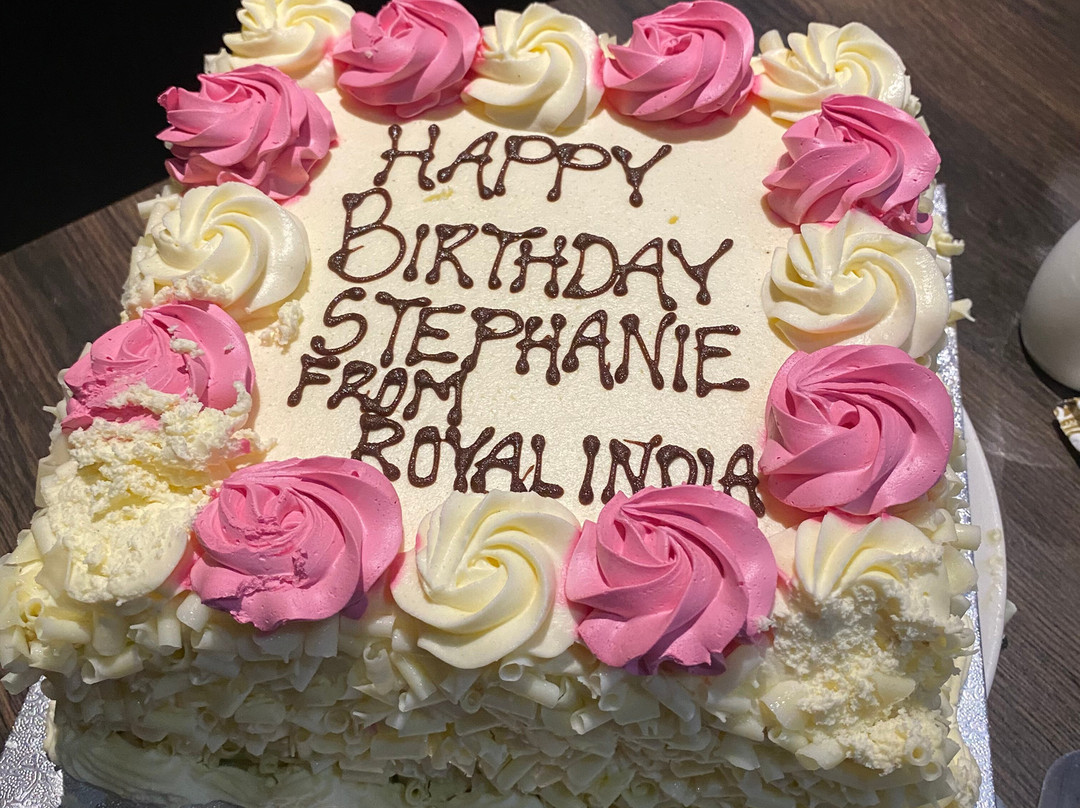 HAPPY
BIRTHDAY
STEPHANIE
FROM
ROYAL INDIA